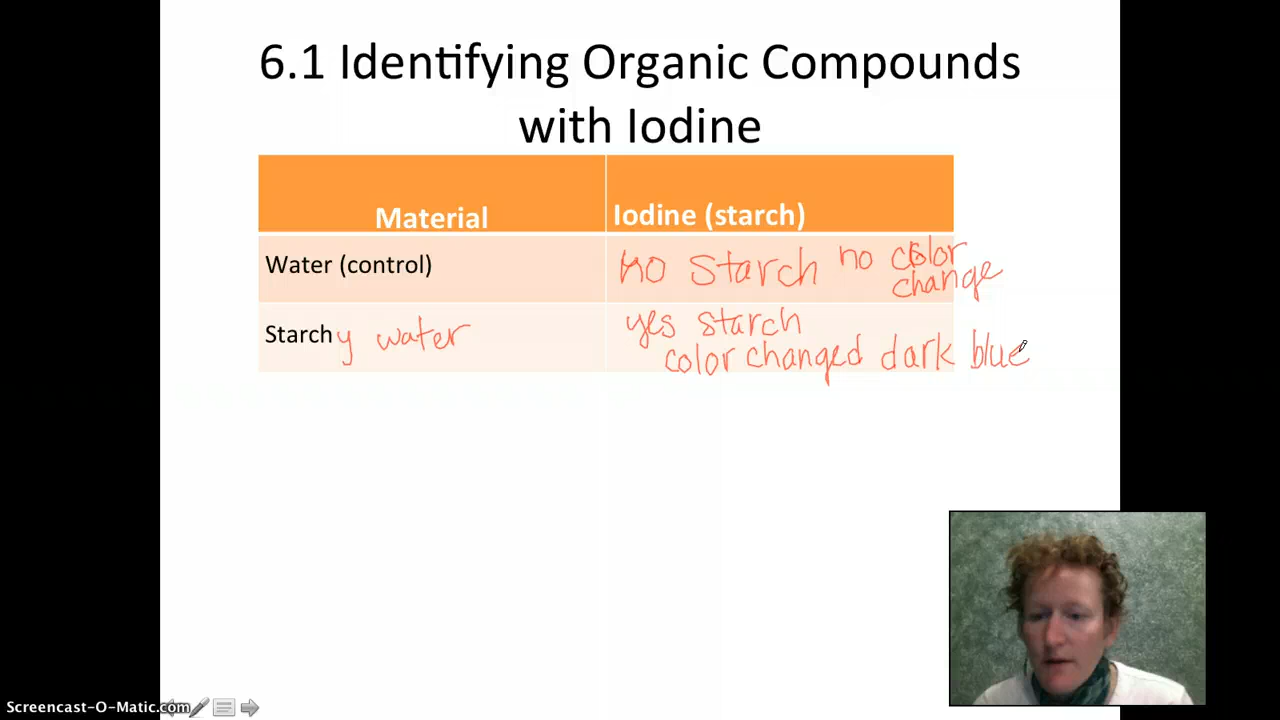 6.1 Identifying Organic Compounds
with Iodine
Material
Iodine (starch)
Water (control)
no starch no color
change
Starchy water
yes starch
color changed dark blue
Screencast-O-Matic.com